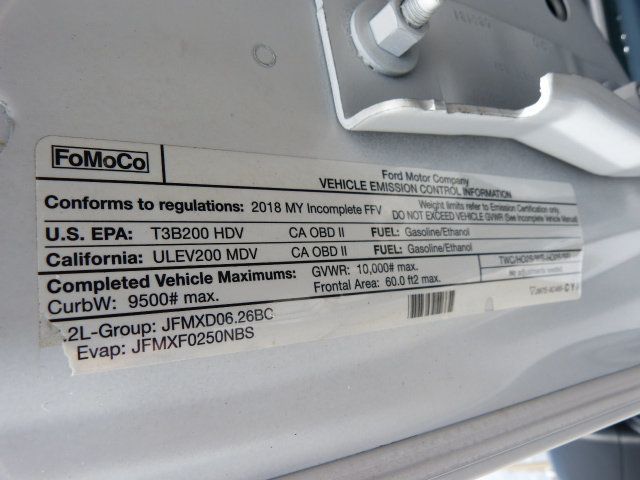 FoMoCo
Ford Motor Company
VEHICLE EMISSION CONTROL INFORMATION
Conforms to regulations: 2018 MY Incomplete FFV
Weight limits refer to Emission Certification only.
DO NOT EXCEED VEHICLE GVWR (See Incomplete Vehicle Manual)
U.S. EPA: T3B200 HDV CA OBD II FUEL: Gasoline/Ethanol
California: ULEV200 MDV CA OBD II FUEL: Gasoline/Ethanol
Completed Vehicle Maximums:
GVWR: 10,000# max.
CurbW: 9500# max.
Frontal Area: 60.0 ft2 max.
No adjustments
.2L-Group: JFMXD06.26BC
Evap: JFMXF0250NBS